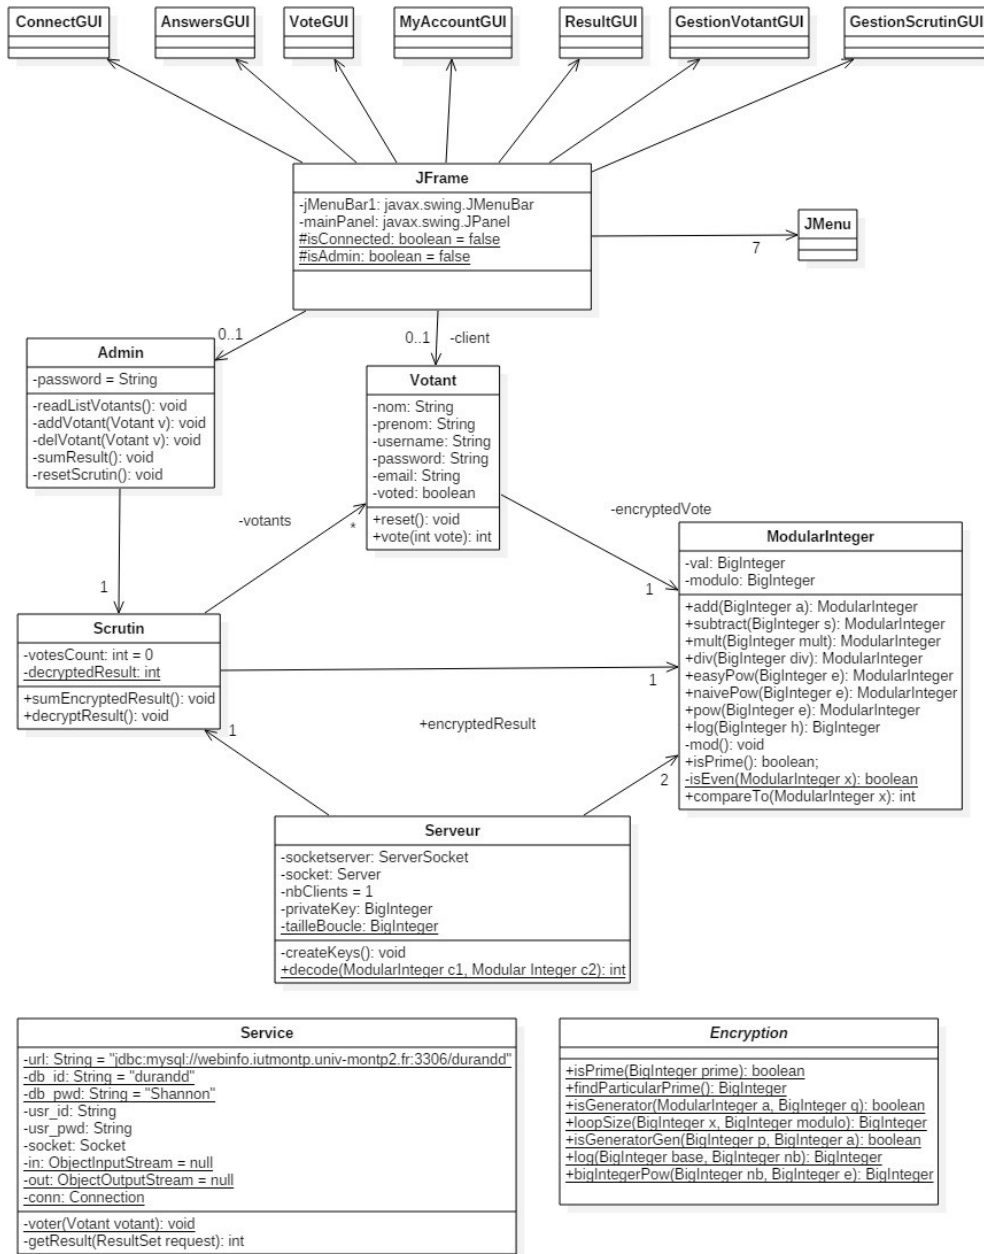 ConnectGUI
AnswersGUI
VoteGUI
MyAccountGUI
ResultGUI
GestionVotantGUI
GestionScrutinGUI
JFrame
-jMenuBar1: javax.swing.JMenuBar
-mainPanel: javax.swing.JPanel
#isConnected: boolean = false
#isAdmin: boolean = false
JMenu
7
0..1
0..1
-client
Admin
-password = String
-readListVotants(): void
-addVotant(Votant v): void
-delVotant(Votant v): void
-sumResult(): void
-resetScrutin(): void
Votant
-nom: String
-prenom: String
-username: String
-password: String
-email: String
-voted: boolean
+reset(): void
+vote(int vote): int
-votants
*
-encryptedVote
1
1
ModularInteger
-val: BigInteger
-modulo: BigInteger
+add(BigInteger a): ModularInteger
+subtract(BigInteger s): ModularInteger
+mult(BigInteger mult): ModularInteger
+div(BigInteger div): ModularInteger
+easyPow(BigInteger e): ModularInteger
+naivePow(BigInteger e): ModularInteger
+pow(BigInteger e): ModularInteger
+log(BigInteger h): BigInteger
-mod(): void
+isPrime(): boolean;
-isEven(ModularInteger x): boolean
+compareTo(ModularInteger x): int
Scrutin
-votesCount: int = 0
-decryptedResult: int
+sumEncryptedResult(): void
+decryptResult(): void
1
+encryptedResult
1
2
Serveur
-socketserver: ServerSocket
-socket: Server
-nbClients = 1
-privateKey: BigInteger
-tailleBoucle: BigInteger
-createKeys(): void
+decode(ModularInteger c1, Modular Integer c2): int
Service
-url: String = "jdbc:mysql://webinfo.iutmontp.univ-montp2.fr:3306/durandd"
-db_id: String = "durandd"
-db_pwd: String = "Shannon"
-usr_id: String
-usr_pwd: String
-socket: Socket
-in: ObjectInputStream = null
-out: ObjectOutputStream = null
-conn: Connection
-voter(Votant votant): void
-getResult(ResultSet request): int
Encryption
+isPrime(BigInteger prime): boolean
+findParticularPrime(): BigInteger
+isGenerator(ModularInteger a, BigInteger q): boolean
+loopSize(BigInteger x, BigInteger modulo): BigInteger
+isGeneratorGen(BigInteger p, BigInteger a): boolean
+log(BigInteger base, BigInteger nb): BigInteger
+bigIntegerPow(BigInteger nb, BigInteger e): BigInteger